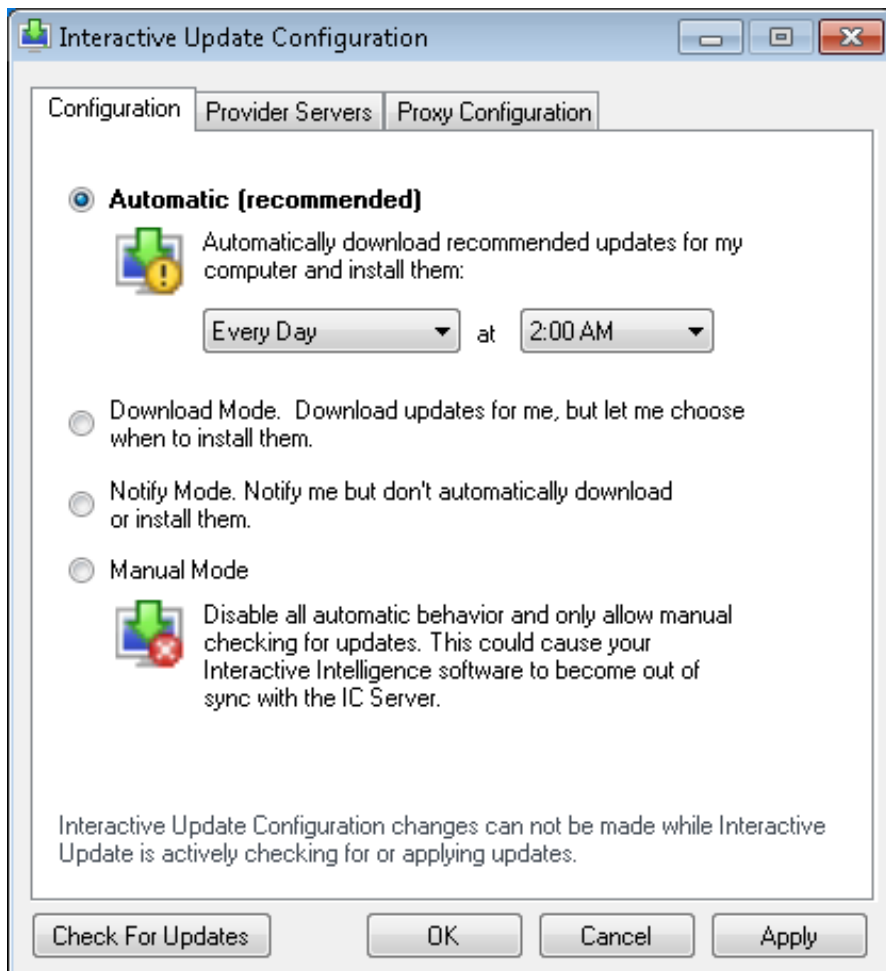 Interactive Update Configuration
Configuration Provider Servers Proxy Configuration
Automatic (recommended)
Automatically download recommended updates for my
computer and install them:
Every Day at 2:00 AM
Download Mode.  Download updates for me, but let me choose
when to install them.
Notify Mode. Notify me but don't automatically download
or install them.
Manual Mode
Disable all automatic behavior and only allow manual
checking for updates. This could cause your
Interactive Intelligence software to become out of
sync with the IC Server.
Interactive Update Configuration changes can not be made while Interactive
Update is actively checking for or applying updates.
Check For Updates OK Cancel Apply